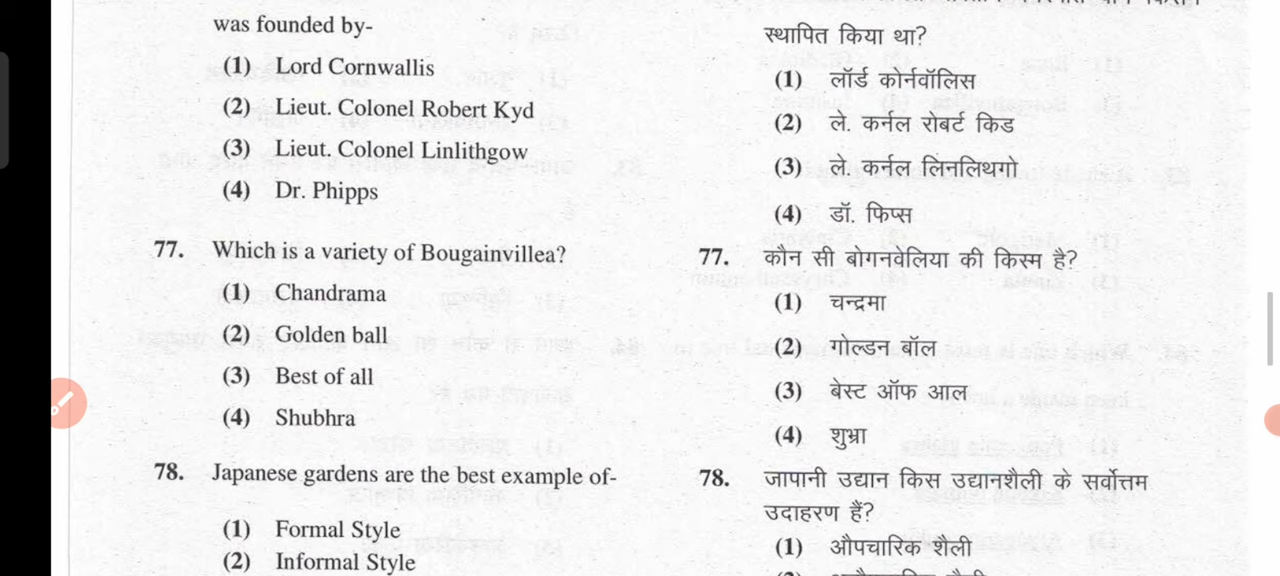 was founded by-
(1) Lord Cornwallis
(2) Lieut. Colonel Robert Kyd
(3) Lieut. Colonel Linlithgow
(4) Dr. Phipps
77. Which is a variety of Bougainvillea?
(1) Chandrama
(2) Golden ball
(3) Best of all
(4) Shubhra
78. Japanese gardens are the best example of-
(1) Formal Style
(2) Informal Style
स्थापित किया था?
(1) लॉर्ड कोर्नवॉलिस
(2) ले. कर्नल रोबर्ट किड
(3) ले. कर्नल लिनलिथगो
(4) डॉ. फिप्स
77. कौन सी बोगनवेलिया की किस्म है?
(1) चन्द्रमा
(2) गोल्डन बॉल
(3) बेस्ट ऑफ आल
(4) शुभ्रा
78. जापानी उद्यान किस उद्यानशैली के सर्वोत्तम
उदाहरण हैं?
(1) औपचारिक शैली